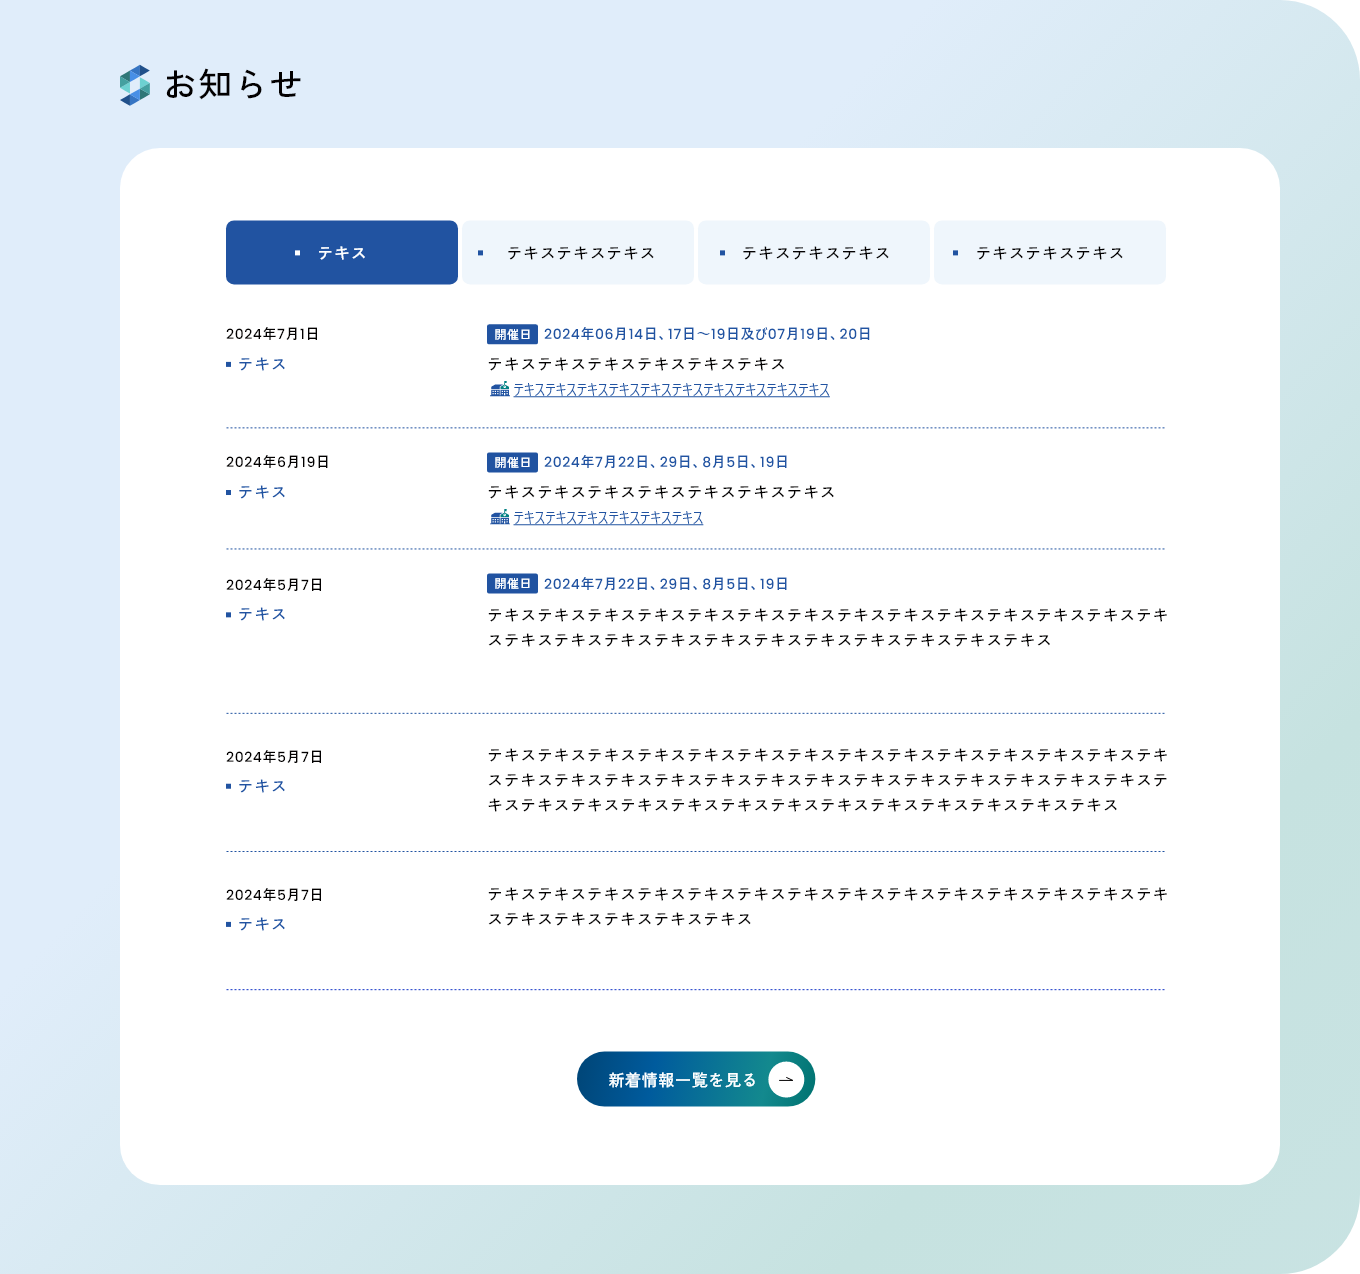 お知らせ
テキス
テキステキステキス
テキステキステキス
テキステキステキス
2024年7月1日
テキス
開催日 2024年06月14日、17日〜19日及び07月19日、20日
テキステキステキステキステキステキス
テキステキステキステキステキステキステキステキステキステキス
2024年6月19日
テキス
開催日 2024年7月22日、29日、8月5日、19日
テキステキステキステキステキステキステキス
テキステキステキステキステキステキス
2024年5月7日
テキス
開催日 2024年7月22日、29日、8月5日、19日
テキステキステキステキステキステキステキステキステキステキステキステキステキステキ
ステキステキステキステキステキステキステキステキステキステキステキス
2024年5月7日
テキス
テキステキステキステキステキステキステキステキステキステキステキステキステキステキ
ステキステキステキステキステキステキステキステキステキステキステキステキステキステ
キステキステキステキステキステキステキステキステキステキステキステキステキス
2024年5月7日
テキス
テキステキステキステキステキステキステキステキステキステキステキステキステキステキ
ステキステキステキステキステキス
新着情報一覧を見る